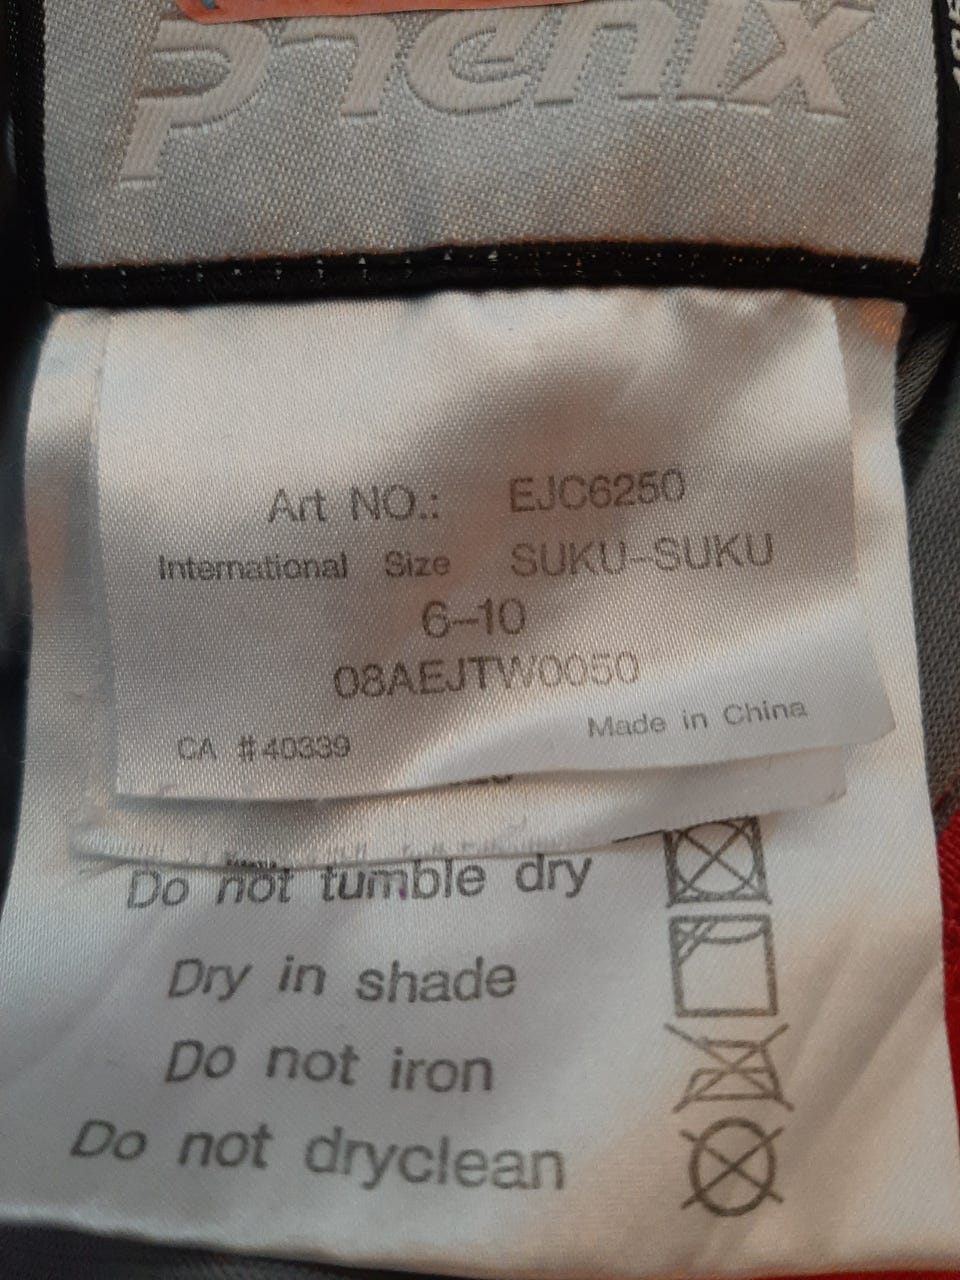 phenix
Art NO.: EJC6250
International Size SUKU-SUKU
6-10
08AEJTW0050
CA #40339 Made in China
Do not tumble dry
Dry in shade
Do not iron
Do not dryclean